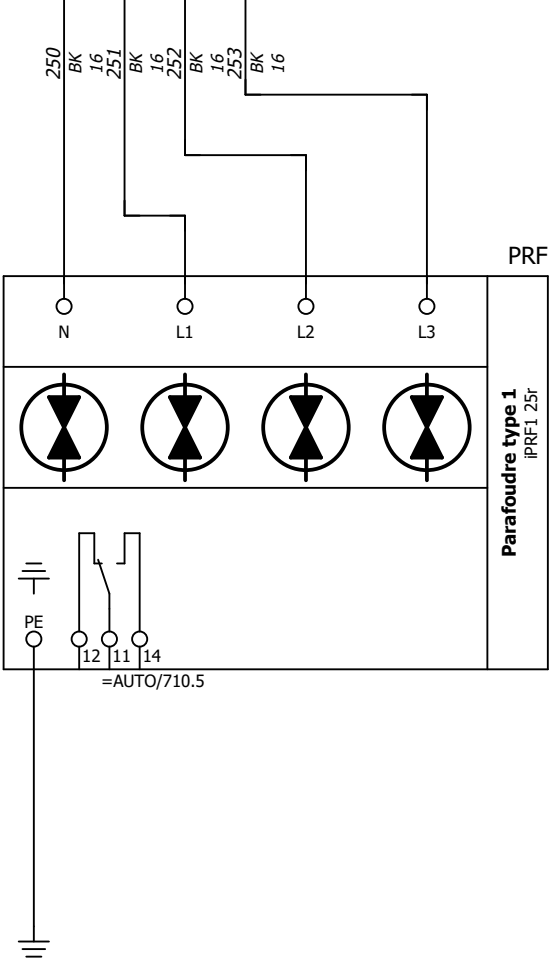 250
BK
16
251
BK
16
252
BK
16
253
BK
16
PRF
N
L1
L2
L3
Parafoudre type 1
iPRF1 25r
PE
12
11
14
=AUTO/710.5